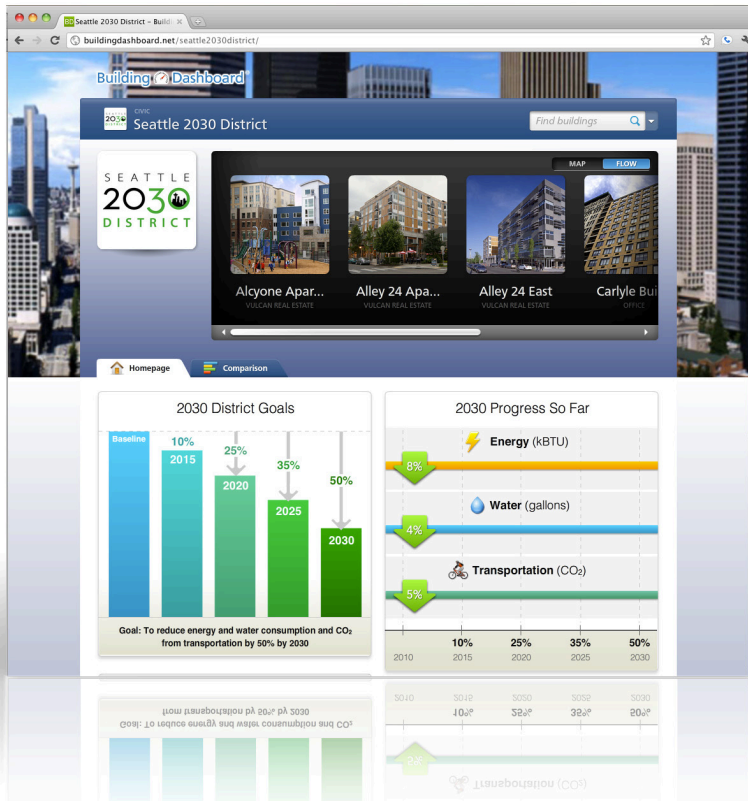 Seattle 2030 District – Buildi
buildingdashboard.net/seattle2030district/
Building Dashboard
CIVIC
Seattle 2030 District
Find buildings
SEATTLE
2030
DISTRICT
SEATTLE
2030
DISTRICT
MAP FLOW
Alcyone Apar... Alley 24 Apa... Alley 24 East Carlyle Bui
VULCAN REAL ESTATE VULCAN REAL ESTATE VULCAN REAL ESTATE OFFICE
Homepage Comparison
2030 District Goals
Baseline
10%
2015
25%
2020
35%
2025
50%
2030
Goal: To reduce energy and water consumption and CO₂
from transportation by 50% by 2030
2030 Progress So Far
Energy (kBTU)
8%
Water (gallons)
4%
Transportation (CO₂)
5%
10% 25% 35% 50%
2010 2015 2020 2025 2030